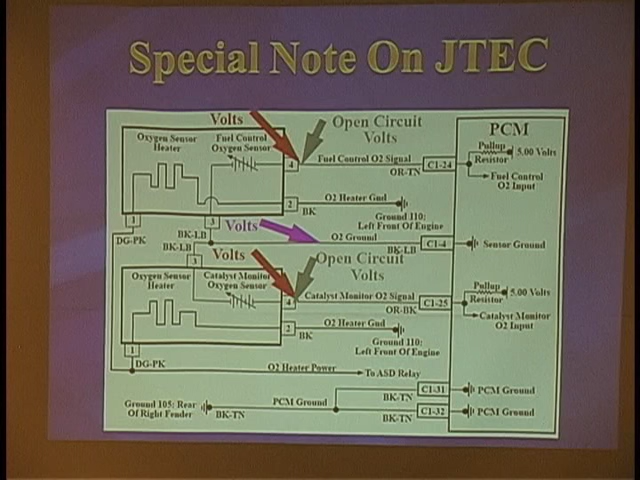 Special Note On JTEC
Volts
Open Circuit
Volts
PCM
Oxygen Sensor
Heater
Fuel Control
Oxygen Sensor
4
Fuel Control O2 Signal
OR-TN
C1-24
Pullup
Resistor
5.00 Volts
Fuel Control
O2 Input
2
BK
O2 Heater Gnd
Ground 110:
Left Front Of Engine
1
3
DG-PK
BK-LB
BK-LB
Volts
O2 Ground
BK-LB
C1-4
Sensor Ground
3
Volts
Open Circuit
Volts
Oxygen Sensor
Heater
Catalyst Monitor
Oxygen Sensor
4
Catalyst Monitor O2 Signal
OR-BK
C1-25
Pullup
Resistor
5.00 Volts
Catalyst Monitor
O2 Input
2
BK
O2 Heater Gnd
Ground 110:
Left Front Of Engine
1
DG-PK
O2 Heater Power
To ASD Relay
C1-31
BK-TN
PCM Ground
Ground 105: Rear
Of Right Fender
BK-TN
PCM Ground
C1-32
BK-TN
PCM Ground